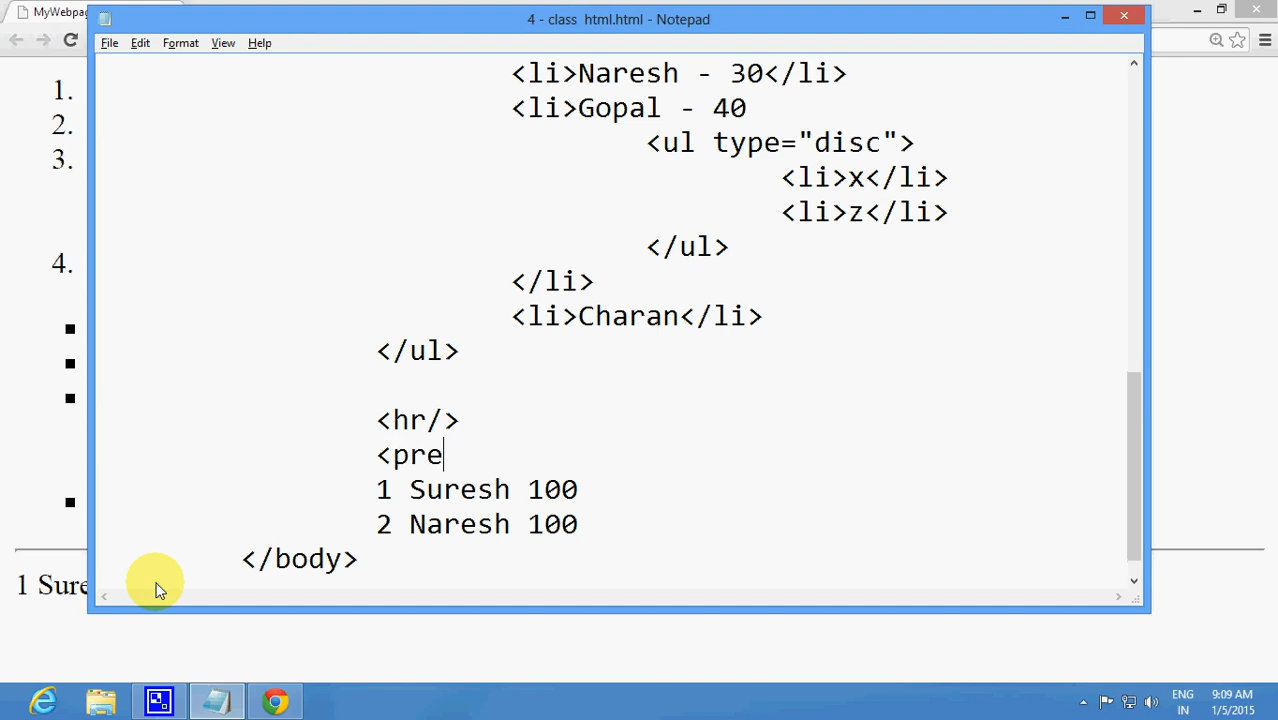 MyWebpag
4 - class html.html - Notepad
File Edit Format View Help
<li>Naresh - 30</li>
<li>Gopal - 40
<ul type="disc">
<li>x</li>
<li>z</li>
</ul>
</li>
<li>Charan</li>
</ul>
<hr/>
<pre
1 Suresh 100
2 Naresh 100
</body>
1.
2.
3.
4.
1 Sure
ENG
IN
9:09 AM
1/5/2015